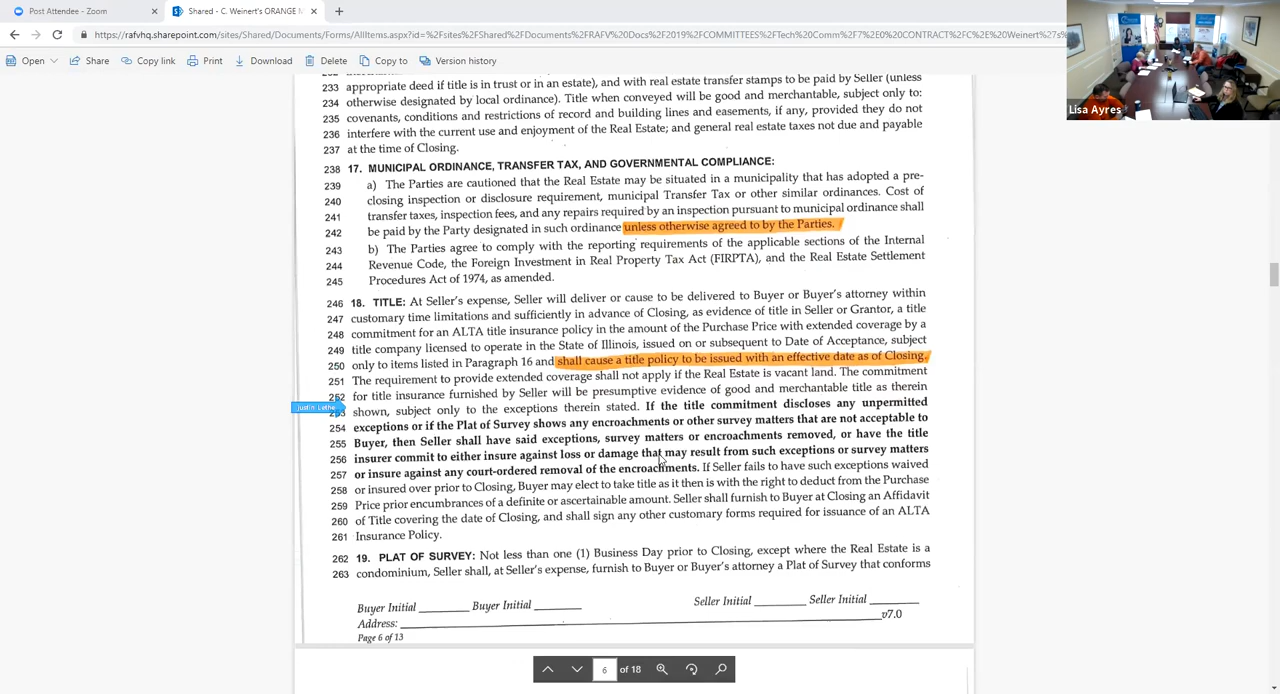 Post Attendee - Zoom
Shared - C. Weinert's ORANGE M
https://rafvhq.sharepoint.com/sites/Shared/Documents/Forms/AllItems.aspx?id=%2Fsites%2FShared%2FDocuments%2FRAFV%20Docs%2F2019%2FCOMMITTEES%2FTech%20Comm%2F7%2E0%20CONTRACT%2FC%2E%20Weinert%27s%
Open
Share
Copy link
Print
Download
Delete
Copy to
Version history
Lisa Ayres
233 appropriate deed if title is in trust or in an estate), and with real estate transfer stamps to be paid by Seller (unless
234 otherwise designated by local ordinance). Title when conveyed will be good and merchantable, subject only to:
235 covenants, conditions and restrictions of record and building lines and easements, if any, provided they do not
236 interfere with the current use and enjoyment of the Real Estate; and general real estate taxes not due and payable
237 at the time of Closing.
238 17. MUNICIPAL ORDINANCE, TRANSFER TAX, AND GOVERNMENTAL COMPLIANCE:
239 a) The Parties are cautioned that the Real Estate may be situated in a municipality that has adopted a pre-
240 closing inspection or disclosure requirement, municipal Transfer Tax or other similar ordinances. Cost of
241 transfer taxes, inspection fees, and any repairs required by an inspection pursuant to municipal ordinance shall
242 be paid by the Party designated in such ordinance unless otherwise agreed to by the Parties.
243 b) The Parties agree to comply with the reporting requirements of the applicable sections of the Internal
244 Revenue Code, the Foreign Investment in Real Property Tax Act (FIRPTA), and the Real Estate Settlement
245 Procedures Act of 1974, as amended.
246 18. TITLE: At Seller's expense, Seller will deliver or cause to be delivered to Buyer or Buyer's attorney within
247 customary time limitations and sufficiently in advance of Closing, as evidence of title in Seller or Grantor, a title
248 commitment for an ALTA title insurance policy in the amount of the Purchase Price with extended coverage by a
249 title company licensed to operate in the State of Illinois, issued on or subsequent to Date of Acceptance, subject
250 only to items listed in Paragraph 16 and shall cause a title policy to be issued with an effective date as of Closing.
251 The requirement to provide extended coverage shall not apply if the Real Estate is vacant land. The commitment
252 for title insurance furnished by Seller will be presumptive evidence of good and merchantable title as therein
253 shown, subject only to the exceptions therein stated. If the title commitment discloses any unpermitted
254 exceptions or if the Plat of Survey shows any encroachments or other survey matters that are not acceptable to
255 Buyer, then Seller shall have said exceptions, survey matters or encroachments removed, or have the title
256 insurer commit to either insure against loss or damage that may result from such exceptions or survey matters
257 or insure against any court-ordered removal of the encroachments. If Seller fails to have such exceptions waived
258 or insured over prior to Closing, Buyer may elect to take title as it then is with the right to deduct from the Purchase
259 Price prior encumbrances of a definite or ascertainable amount. Seller shall furnish to Buyer at Closing an Affidavit
260 of Title covering the date of Closing, and shall sign any other customary forms required for issuance of an ALTA
261 Insurance Policy.
262 19. PLAT OF SURVEY: Not less than one (1) Business Day prior to Closing, except where the Real Estate is a
263 condominium, Seller shall, at Seller's expense, furnish to Buyer or Buyer's attorney a Plat of Survey that conforms
Buyer Initial ________ Buyer Initial ________ Seller Initial ________ Seller Initial ________
Address: ________ v7.0
Page 6 of 13
6 of 18